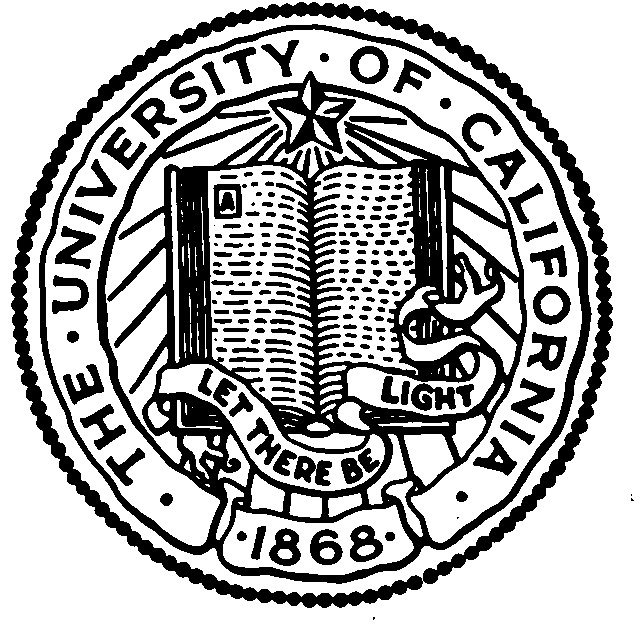 THE · UNIVERSITY · OF · CALIFORNIA
A
LET THERE BE
LIGHT
·1868·